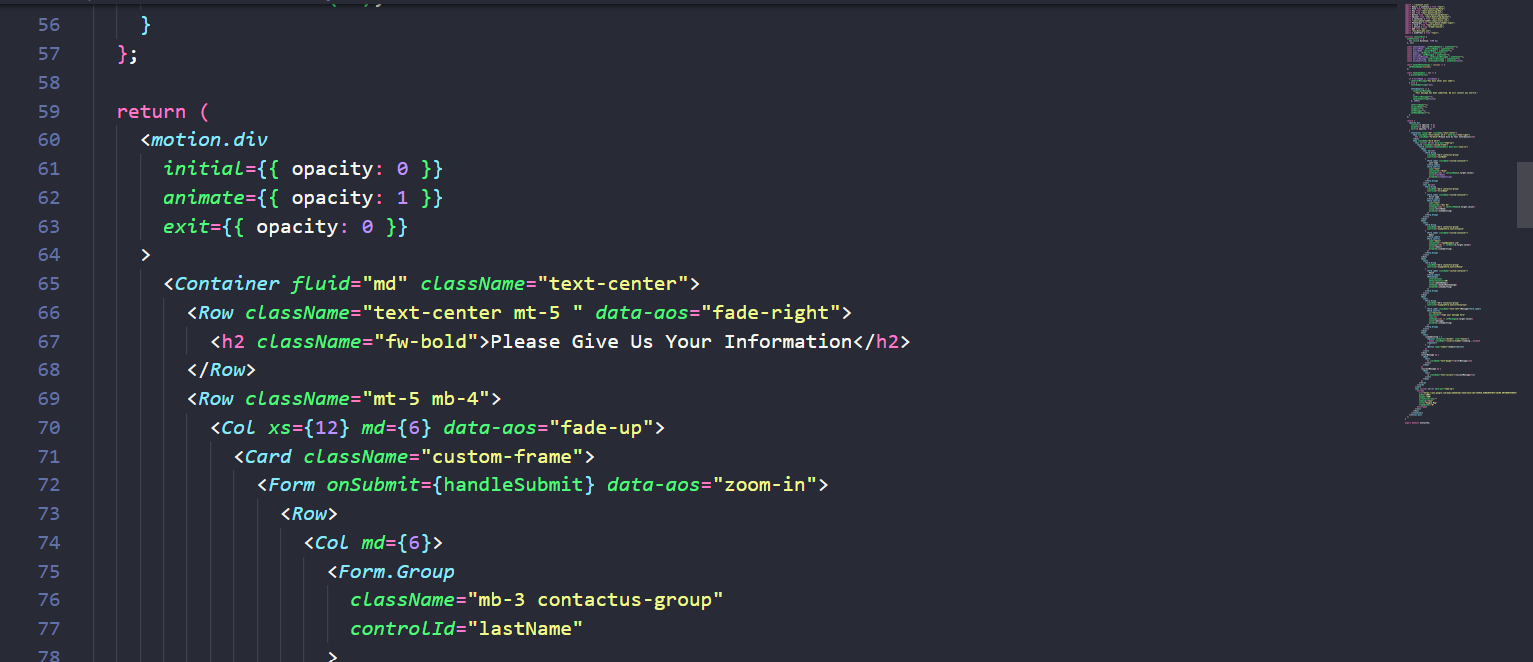 56 }
57 };
58
59 return (
60 <motion.div
61 initial={{ opacity: 0 }}
62 animate={{ opacity: 1 }}
63 exit={{ opacity: 0 }}
64 >
65 <Container fluid="md" className="text-center">
66 <Row className="text-center mt-5 " data-aos="fade-right">
67 <h2 className="fw-bold">Please Give Us Your Information</h2>
68 </Row>
69 <Row className="mt-5 mb-4">
70 <Col xs={12} md={6} data-aos="fade-up">
71 <Card className="custom-frame">
72 <Form onSubmit={handleSubmit} data-aos="zoom-in">
73 <Row>
74 <Col md={6}>
75 <Form.Group
76 className="mb-3 contactus-group"
77 controlId="lastName"
78 >